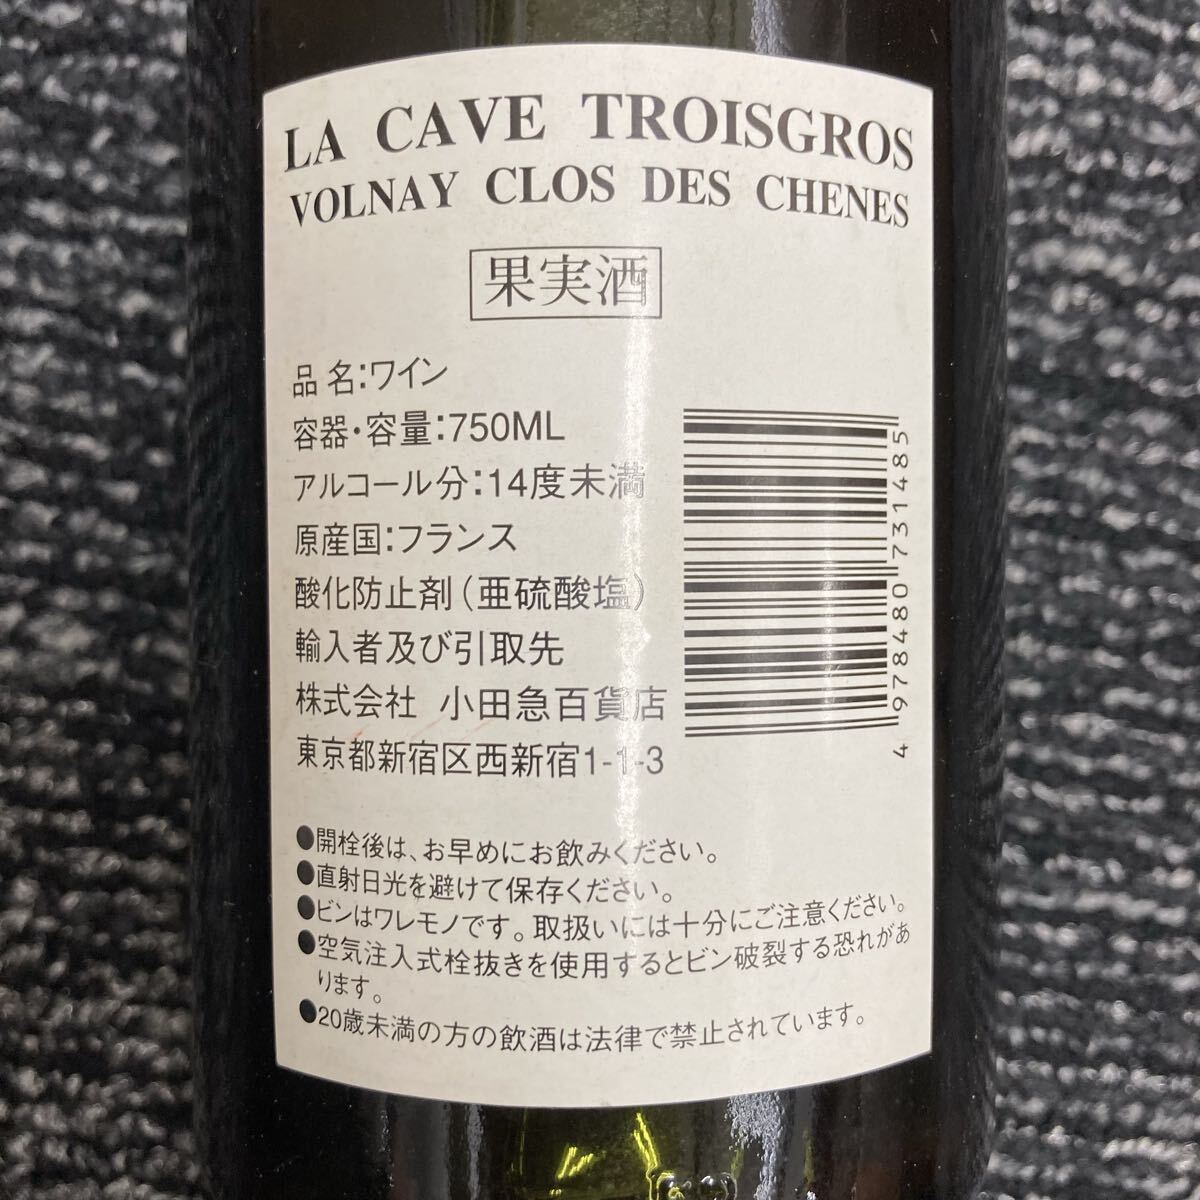 LA CAVE TROISGROS
VOLNAY CLOS DES CHENES
果実酒
品 名:ワイン
容器・容量:750ML
アルコール分:14度未満
原産国:フランス
酸化防止剤(亜硫酸塩)
輸入者及び引取先
株式会社 小田急百貨店
東京都新宿区西新宿1-1-3
4 978480 731485
●開栓後は、お早めにお飲みください。
●直射日光を避けて保存ください。
●ビンはワレモノです。取扱いには十分にご注意ください。
●空気注入式栓抜きを使用するとビン破裂する恐れがあ
ります。
●20歳未満の方の飲酒は法律で禁止されています。